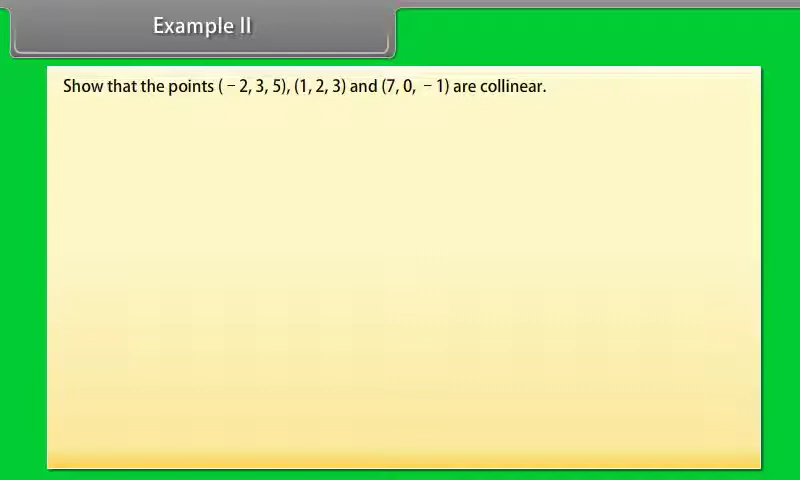 Example II
Show that the points ( − 2, 3, 5), (1, 2, 3) and (7, 0, − 1) are collinear.